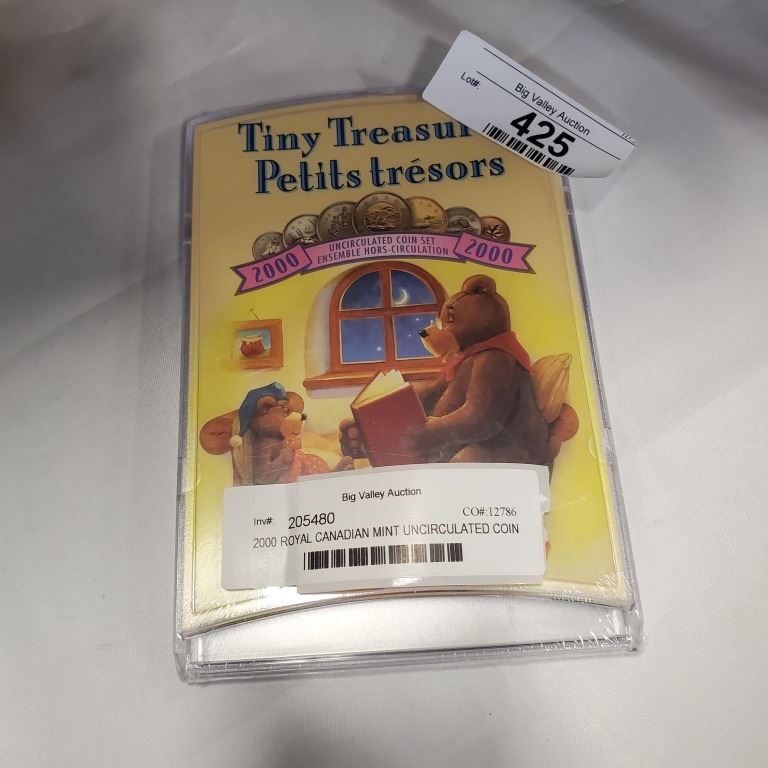 Big Valley Auction
Lot#:
425
Tiny Treasu
Petits trésors
UNCIRCULATED COIN SET
2000 ENSEMBLE HORS-CIRCULATION 2000
Big Valley Auction
Inv#: 205480 CO#:12786
2000 ROYAL CANADIAN MINT UNCIRCULATED COIN